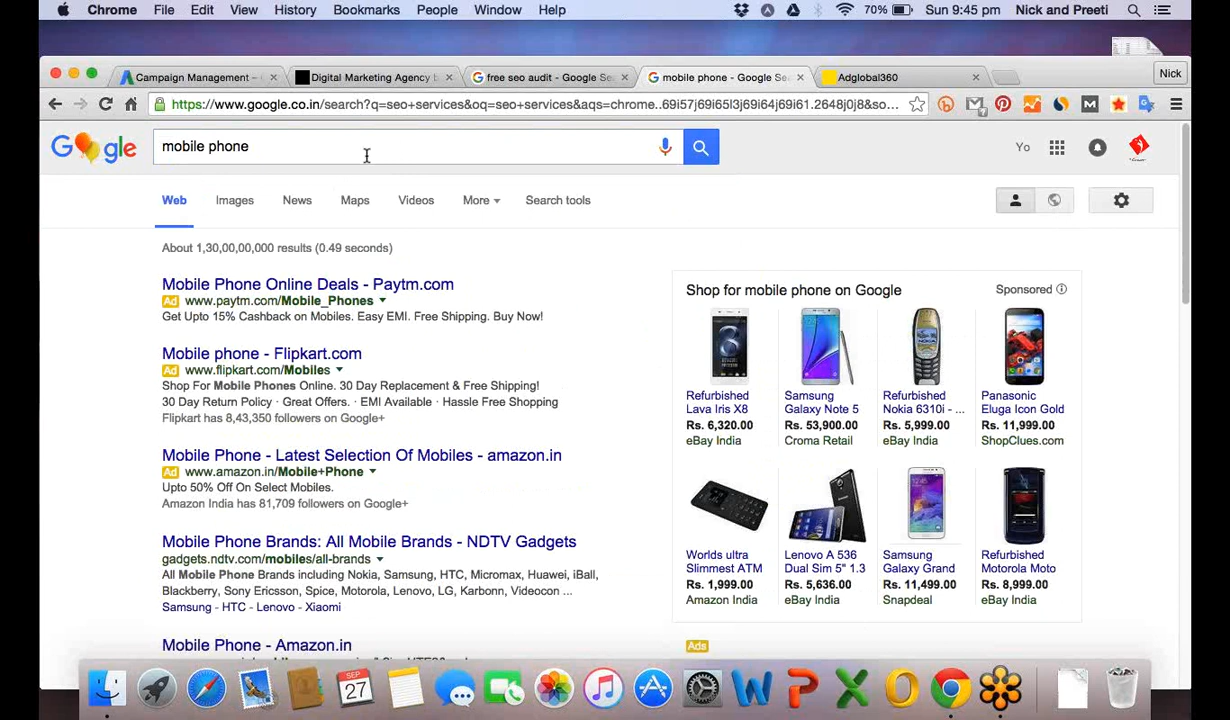 Chrome File Edit View History Bookmarks People Window Help 70% Sun 9:45 pm Nick and Preeti
Campaign Management – Digital Marketing Agency free seo audit - Google Se mobile phone - Google Se Adglobal360 Nick
https://www.google.co.in/search?q=seo+services&oq=seo+services&aqs=chrome..69i57j69i65l3j69i64j69i61.2648j0j8&so...
Google mobile phone Yo
Web Images News Maps Videos More Search tools
About 1,30,00,00,000 results (0.49 seconds)
Mobile Phone Online Deals - Paytm.com
Ad www.paytm.com/Mobile_Phones
Get Upto 15% Cashback on Mobiles. Easy EMI. Free Shipping. Buy Now!
Mobile phone - Flipkart.com
Ad www.flipkart.com/Mobiles
Shop For Mobile Phones Online. 30 Day Replacement & Free Shipping!
30 Day Return Policy · Great Offers. · EMI Available · Hassle Free Shopping
Flipkart has 8,43,350 followers on Google+
Mobile Phone - Latest Selection Of Mobiles - amazon.in
Ad www.amazon.in/Mobile+Phone
Upto 50% Off On Select Mobiles.
Amazon India has 81,709 followers on Google+
Mobile Phone Brands: All Mobile Brands - NDTV Gadgets
gadgets.ndtv.com/mobiles/all-brands
All Mobile Phone Brands including Nokia, Samsung, HTC, Micromax, Huawei, iBall,
Blackberry, Sony Ericsson, Spice, Motorola, Lenovo, LG, Karbonn, Videocon ...
Samsung - HTC - Lenovo - Xiaomi
Mobile Phone - Amazon.in
Shop for mobile phone on Google Sponsored
Refurbished Samsung Refurbished Panasonic
Lava Iris X8 Galaxy Note 5 Nokia 6310i - ... Eluga Icon Gold
Rs. 6,320.00 Rs. 53,900.00 Rs. 5,999.00 Rs. 11,999.00
eBay India Croma Retail eBay India ShopClues.com
Worlds ultra Lenovo A 536 Samsung Refurbished
Slimmest ATM Dual Sim 5" 1.3 Galaxy Grand Motorola Moto
Rs. 1,999.00 Rs. 5,636.00 Rs. 11,499.00 Rs. 8,999.00
Amazon India eBay India Snapdeal eBay India
Ads
SEP
27